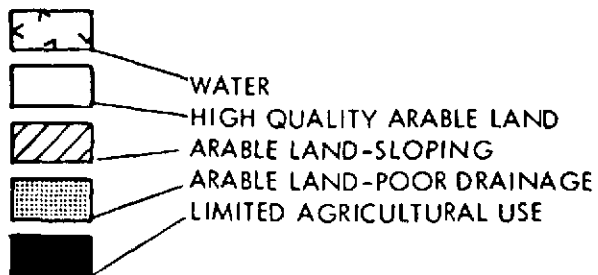 WATER
HIGH QUALITY ARABLE LAND
ARABLE LAND-SLOPING
ARABLE LAND-POOR DRAINAGE
LIMITED AGRICULTURAL USE